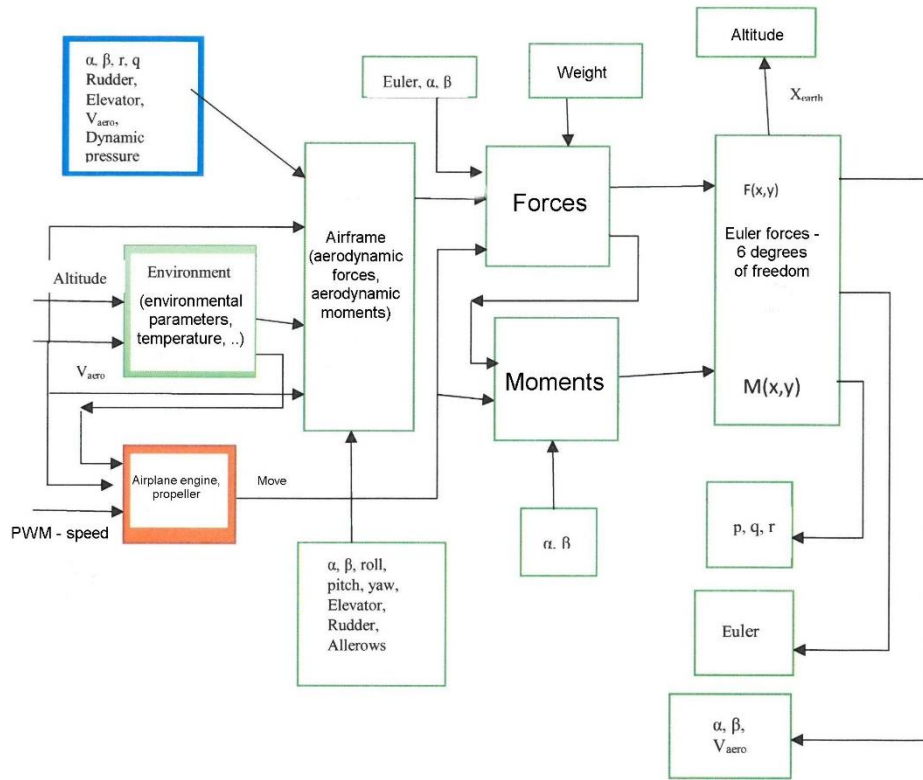 Altitude
α, β, r, q
Rudder,
Elevator,
Vaero,
Dynamic
pressure
Euler, α, β
Weight
Xearth
Forces
F(x,y)
Euler forces -
6 degrees
of freedom
M(x,y)
Airframe
(aerodynamic
forces,
aerodynamic
moments)
Environment
(environmental
parameters,
temperature, ..)
Altitude
Vaero
Moments
Airplane engine,
propeller
Move
PWM - speed
α, β, roll,
pitch, yaw,
Elevator,
Rudder,
Allerows
α. β
p, q, r
Euler
α, β,
Vaero